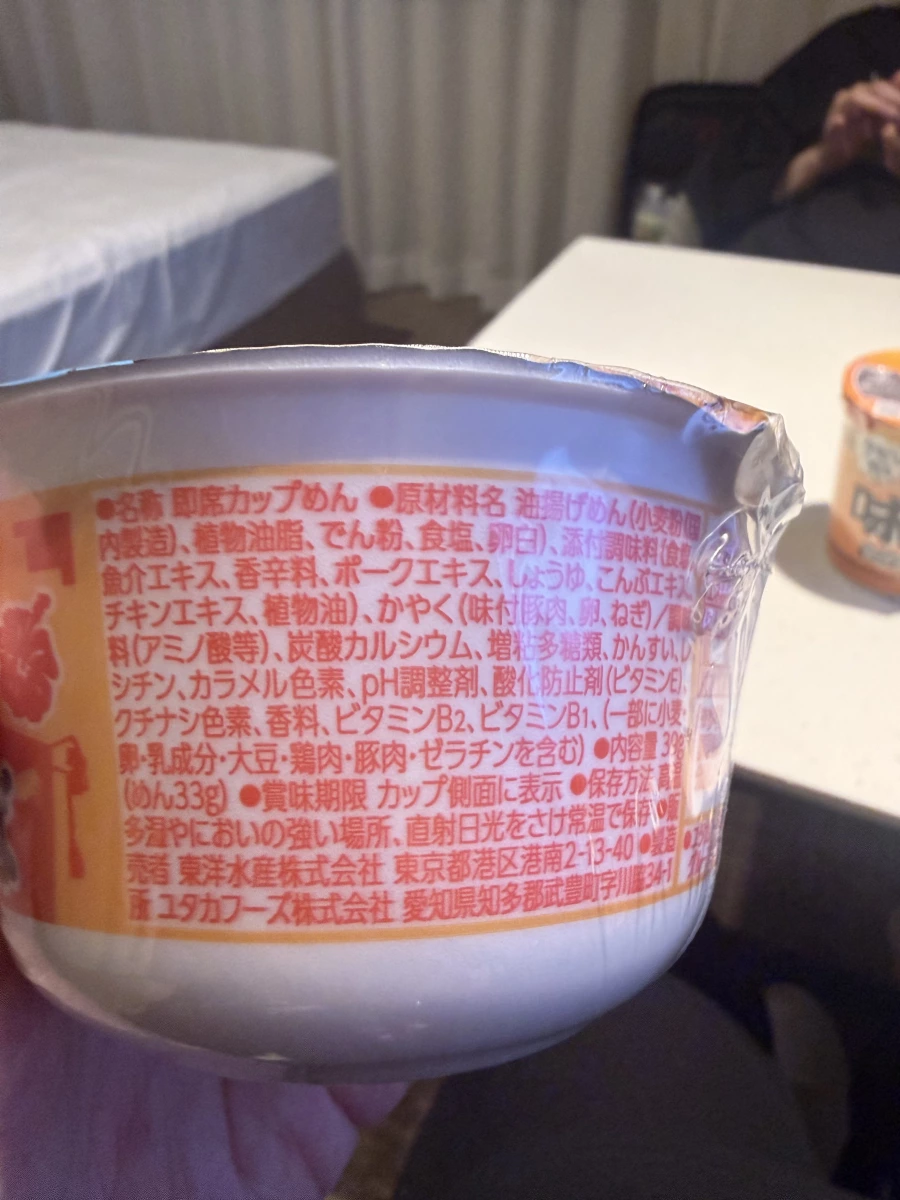 ●名称 即席カップめん ●原材料名 油揚げめん(小麦粉(国
内製造)、植物油脂、でん粉、食塩、卵白)、添付調味料(食塩、
魚介エキス、香辛料、ポークエキス、しょうゆ、こんぶエキス、
チキンエキス、植物油)、かやく(味付豚肉、卵、ねぎ)/調味
料(アミノ酸等)、炭酸カルシウム、増粘多糖類、かんすい、レ
シチン、カラメル色素、pH調整剤、酸化防止剤(ビタミンE)、
クチナシ色素、香料、ビタミンB2、ビタミンB1、(一部に小麦・
卵・乳成分・大豆・鶏肉・豚肉・ゼラチンを含む) ●内容量
(めん33g) ●賞味期限 カップ側面に表示 ●保存方法 高温
多湿やにおいの強い場所、直射日光をさけ常温で保存 ●販
売者 東洋水産株式会社 東京都港区港南2-13-40 ●製造
所 ユタカフーズ株式会社 愛知県知多郡武豊町字川脇34-1
味